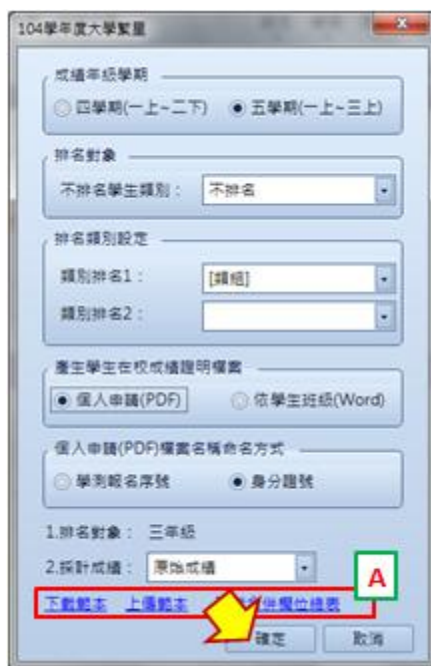 104學年度大學繁星
成績年級學期
四學期(一上~二下) 五學期(一上~三上)
排名對象
不排名學生類別： 不排名
排名類別設定
類別排名1： [類組]
類別排名2：
產生學生在校成績證明檔案
個人申請(PDF) 依學生班級(Word)
個人申請(PDF)檔案名稱命名方式
學測報名序號 身分證號
1.排名對象： 三年級
2.採計成績： 原始成績
A
下載範本 上傳範本 併欄位總表
確定 取消